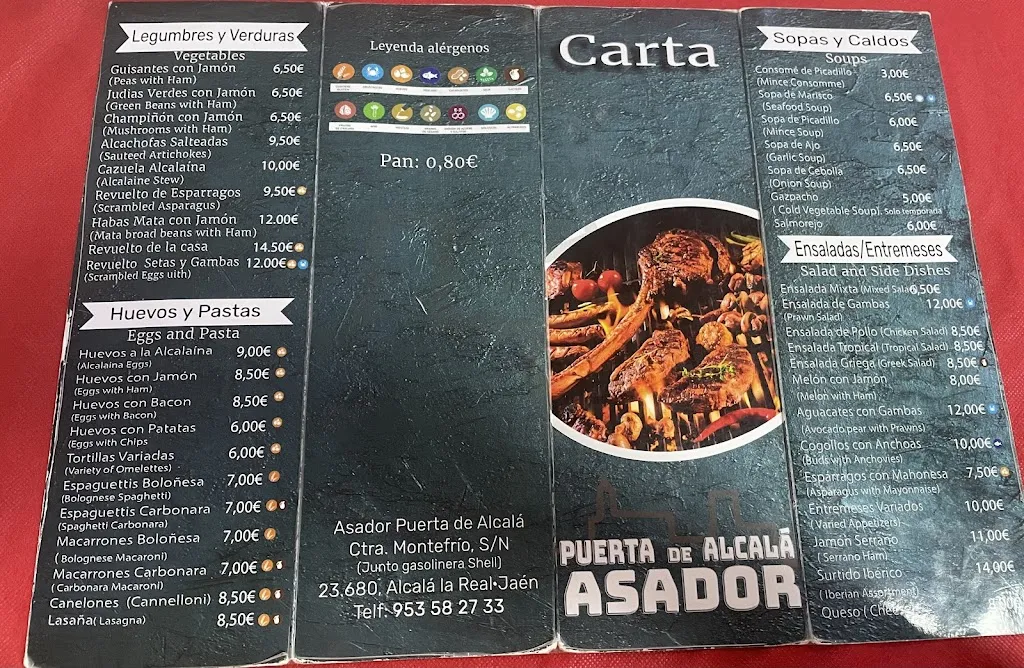 Legumbres y Verduras
Vegetables
Guisantes con Jamón 6,50€
(Peas with Ham)
Judias Verdes con Jamón 6,50€
(Green Beans with Ham)
Champiñón con Jamón 6,50€
(Mushrooms with Ham)
Alcachofas Salteadas 9,50€
(Sauteed Artichokes)
Cazuela Alcalaína 10,00€
(Alcalaine Stew)
Revuelto de Esparragos 9,50€
(Scrambled Asparagus)
Habas Mata con Jamón 12.00€
(Mata broad beans with Ham)
Revuelto de la casa 14.50€
Revuelto Setas y Gambas 12.00€
(Scrambled Eggs uith)
Huevos y Pastas
Eggs and Pasta
Huevos a la Alcalaína 9,00€
(Alcalaina Eggs)
Huevos con Jamón 8,50€
(Eggs with Ham)
Huevos con Bacon 8,50€
(Eggs with Bacon)
Huevos con Patatas 6,00€
(Eggs with Chips
Tortillas Variadas 6,00€
(Variety of Omelettes)
Espaguettis Boloñesa 7,00€
(Bolognese Spaghetti)
Espaguettis Carbonara 7,00€
(Spaghetti Carbonara)
Macarrones Boloñesa 7,00€
( Bolognese Macaroni)
Macarrones Carbonara 7,00€
(Carbonara Macaroni)
Canelones (Cannelloni) 8,50€
Lasaña( Lasagna) 8,50€
Leyenda alérgenos
Pan: 0,80€
Asador Puerta de Alcalá
Ctra. Montefrío, S/N
(Junto gasolinera Shell)
23.680, Alcalá la Real·Jaén
Telf: 953 58 27 33
Carta
PUERTA DE ALCALÁ
ASADOR
Sopas y Caldos
Soups
Consomé de Picadillo 3,00€
(Mince Consomme)
Sopa de Marisco 6,50€
(Seafood Soup)
Sopa de Picadillo 6,00€
(Mince Soup)
Sopa de Ajo 6,50€
(Garlic Soup)
Sopa de Cebolla 6,50€
(Onion Soup)
Gazpacho 5,00€
( Cold Vegetable Soup). Solo temporada
Salmorejo 6,00€
Ensaladas/Entremeses
Salad and Side Dishes
Ensalada Mixta (Mixed Salad) 6,50€
Ensalada de Gambas 12,00€
(Prawn Salad)
Ensalada de Pollo (Chicken Salad) 8,50€
Ensalada Tropical (Tropical Salad) 8,50€
Ensalada Griega (Greek Salad) 8,50€
Melón con Jamón 8,00€
(Melon with Ham)
Aguacates con Gambas 12,00€
(Avocado pear with Prawns)
Cogollos con Anchoas 10,00€
(Buds with Anchovies)
Esparragos con Mahonesa 7,50€
(Asparagus with Mayonnaise)
Entremeses Variados 10,00€
( Varied Appetizers)
Jamón Serrano 11,00€
( Serrano Ham)
Surtido Ibérico 14,00€
( Iberian Assortment)
Queso